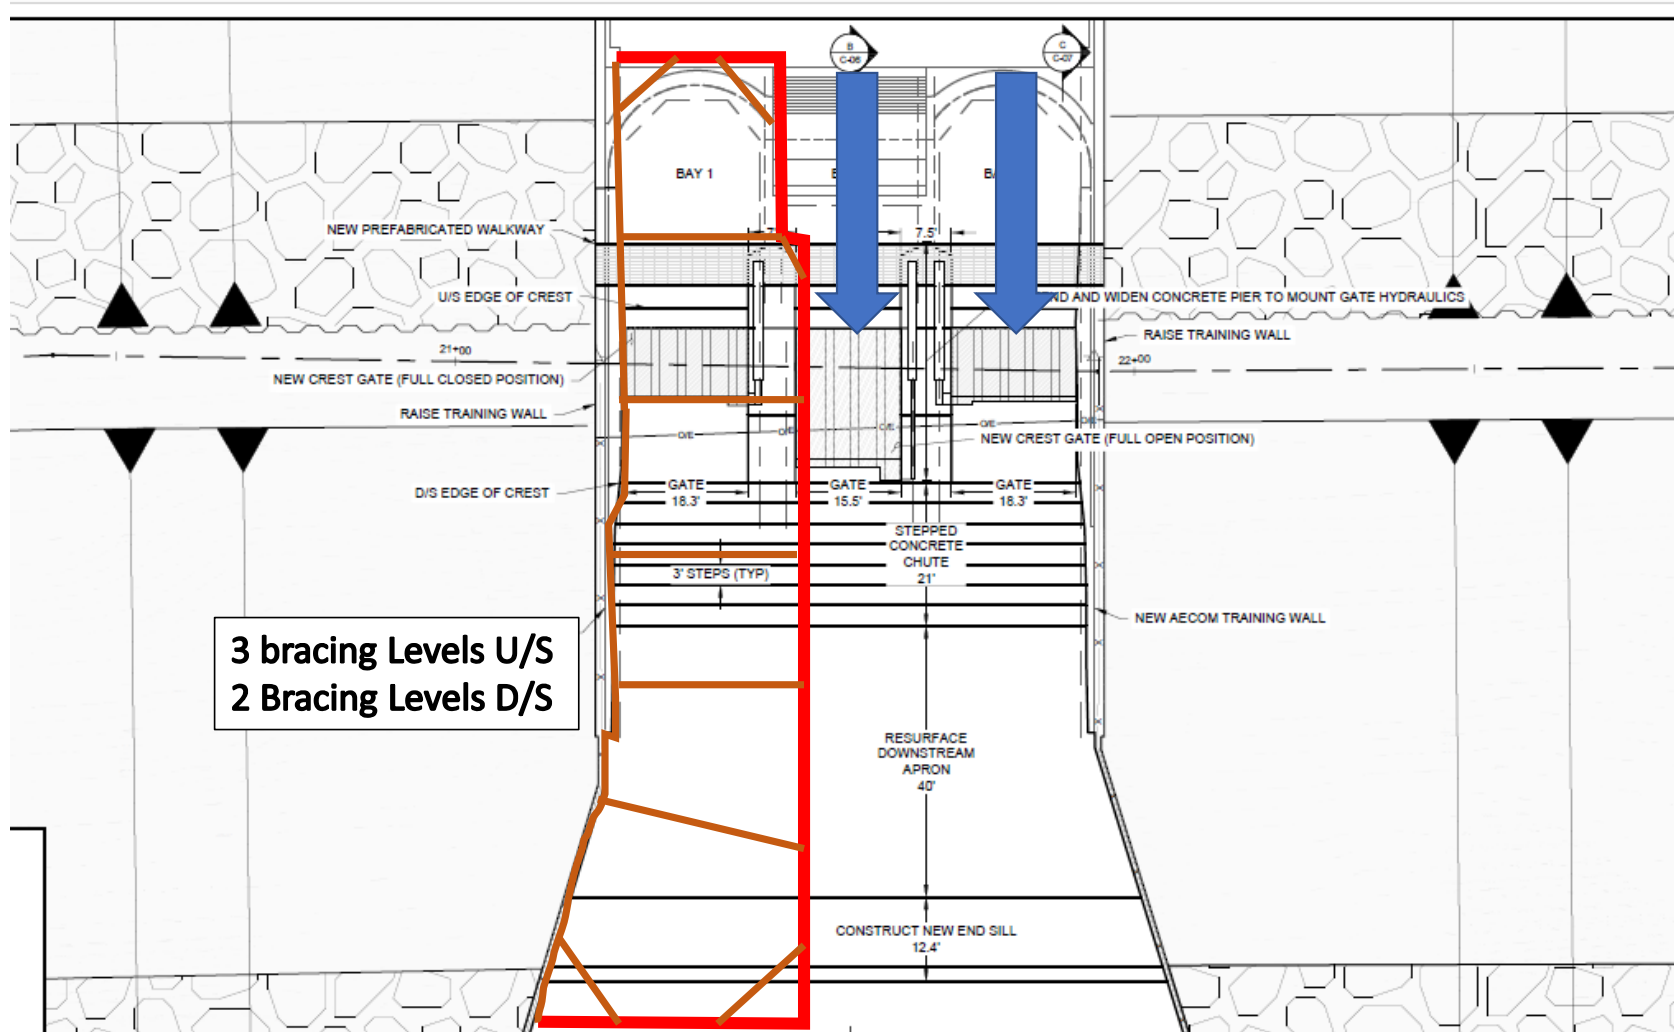 B
C-06
C
C-07
BAY 1
NEW PREFABRICATED WALKWAY
7.5'
U/S EDGE OF CREST
ND AND WIDEN CONCRETE PIER TO MOUNT GATE HYDRAULICS
RAISE TRAINING WALL
21+00
22+00
NEW CREST GATE (FULL CLOSED POSITION)
RAISE TRAINING WALL
O/E
O/E
O/E
O/E
NEW CREST GATE (FULL OPEN POSITION)
D/S EDGE OF CREST
GATE
18.3'
GATE
15.5'
GATE
18.3'
STEPPED
CONCRETE
CHUTE
21'
3' STEPS (TYP)
NEW AECOM TRAINING WALL
3 bracing Levels U/S
2 Bracing Levels D/S
RESURFACE
DOWNSTREAM
APRON
40'
CONSTRUCT NEW END SILL
12.4'